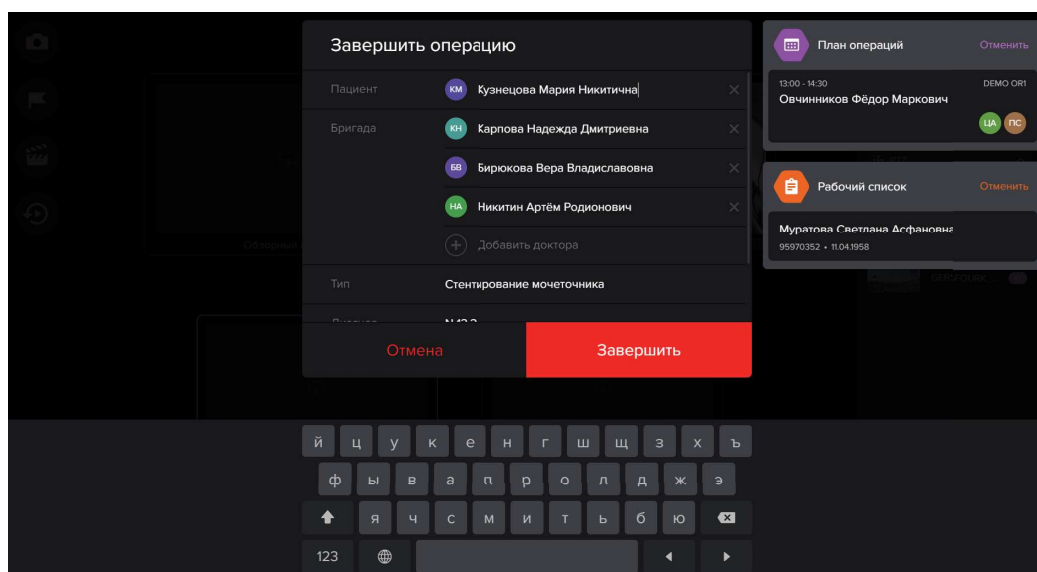 Завершить операцию
Пациент
КМ Кузнецова Мария Никитична
Бригада
КН Карпова Надежда Дмитриевна
БВ Бирюкова Вера Владиславовна
НА Никитин Артём Родионович
Добавить доктора
Тип
Стентирование мочеточника
Отмена
Завершить
План операций
Отменить
13:00 - 14:30
DEMO OR1
Овчинников Фёдор Маркович
ЦА ПС
Рабочий список
Отменить
Муратова Светлана Асфановна
95970352 • 11.04.1958
й ц у к е н г ш щ з х ъ
ф ы в а п р о л д ж э
я ч с м и т ь б ю
123